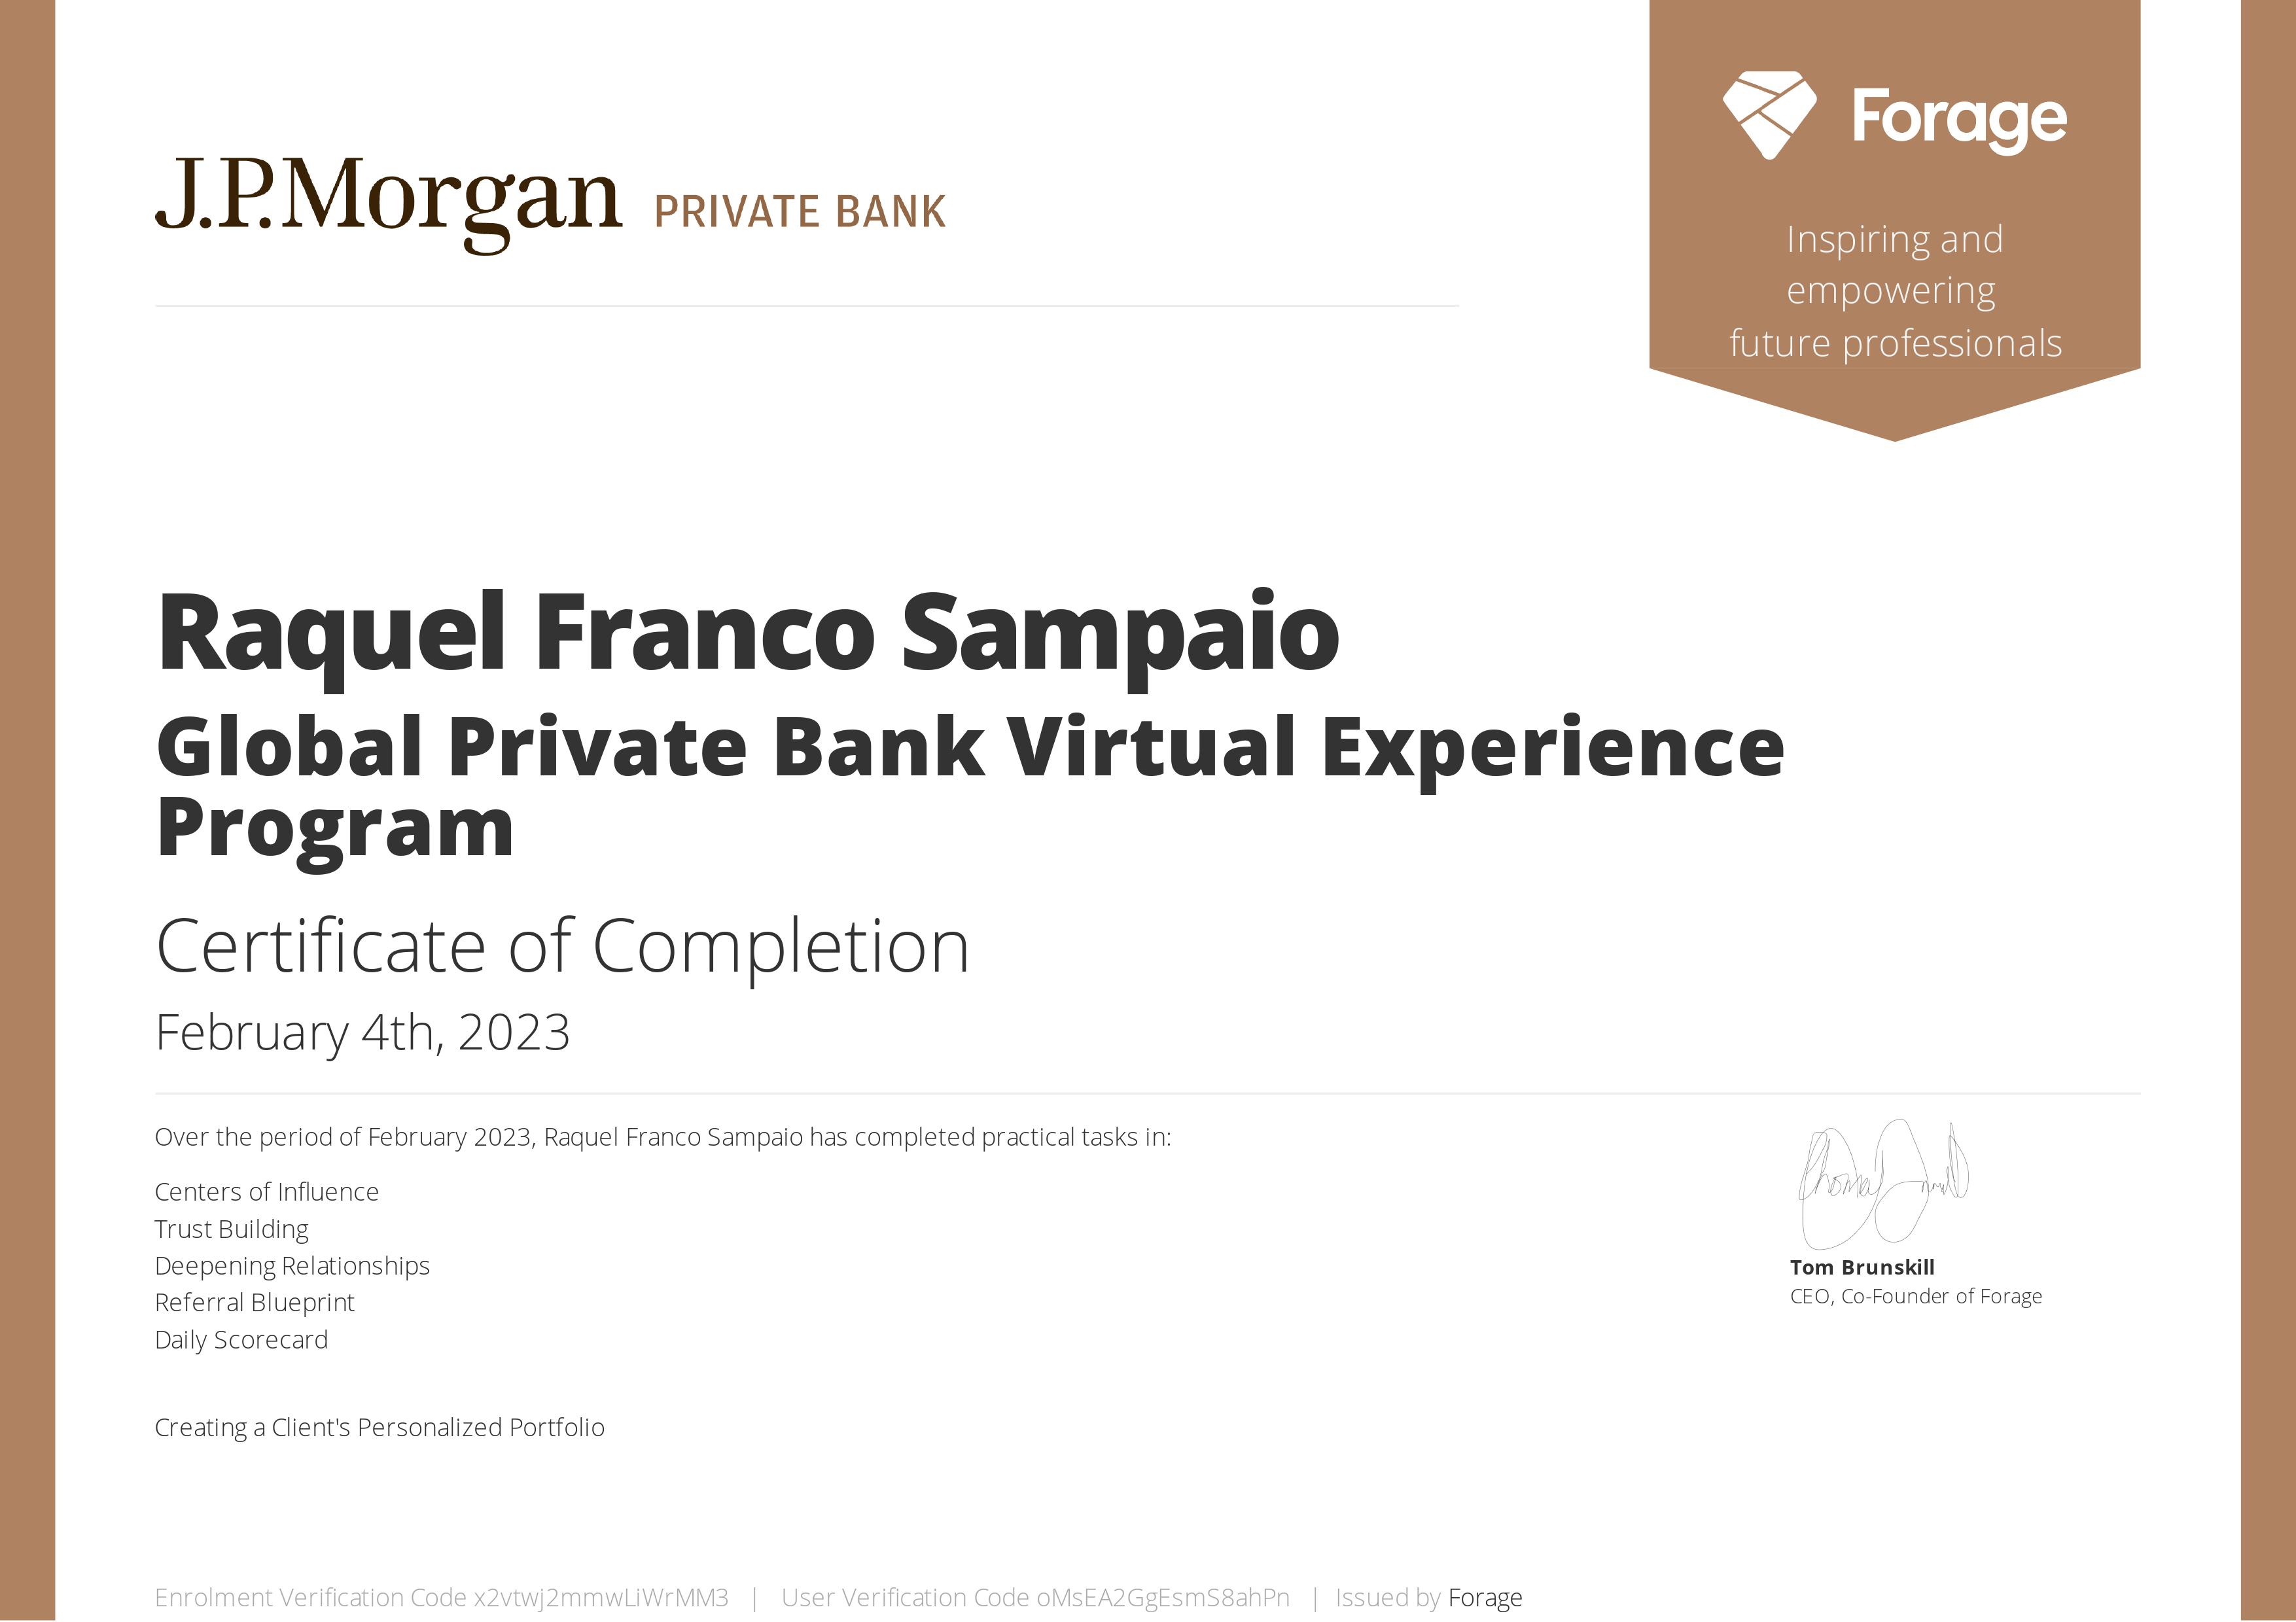 J.P.Morgan PRIVATE BANK
Forage
Inspiring and
empowering
future professionals
Raquel Franco Sampaio
Global Private Bank Virtual Experience
Program
Certificate of Completion
February 4th, 2023
Over the period of February 2023, Raquel Franco Sampaio has completed practical tasks in:
Centers of Influence
Trust Building
Deepening Relationships
Referral Blueprint
Daily Scorecard
Creating a Client's Personalized Portfolio
Tom Brunskill
CEO, Co-Founder of Forage
Enrolment Verification Code x2vtwj2mmwLiWrMM3 | User Verification Code oMsEA2GgEsmS8ahPn | Issued by Forage